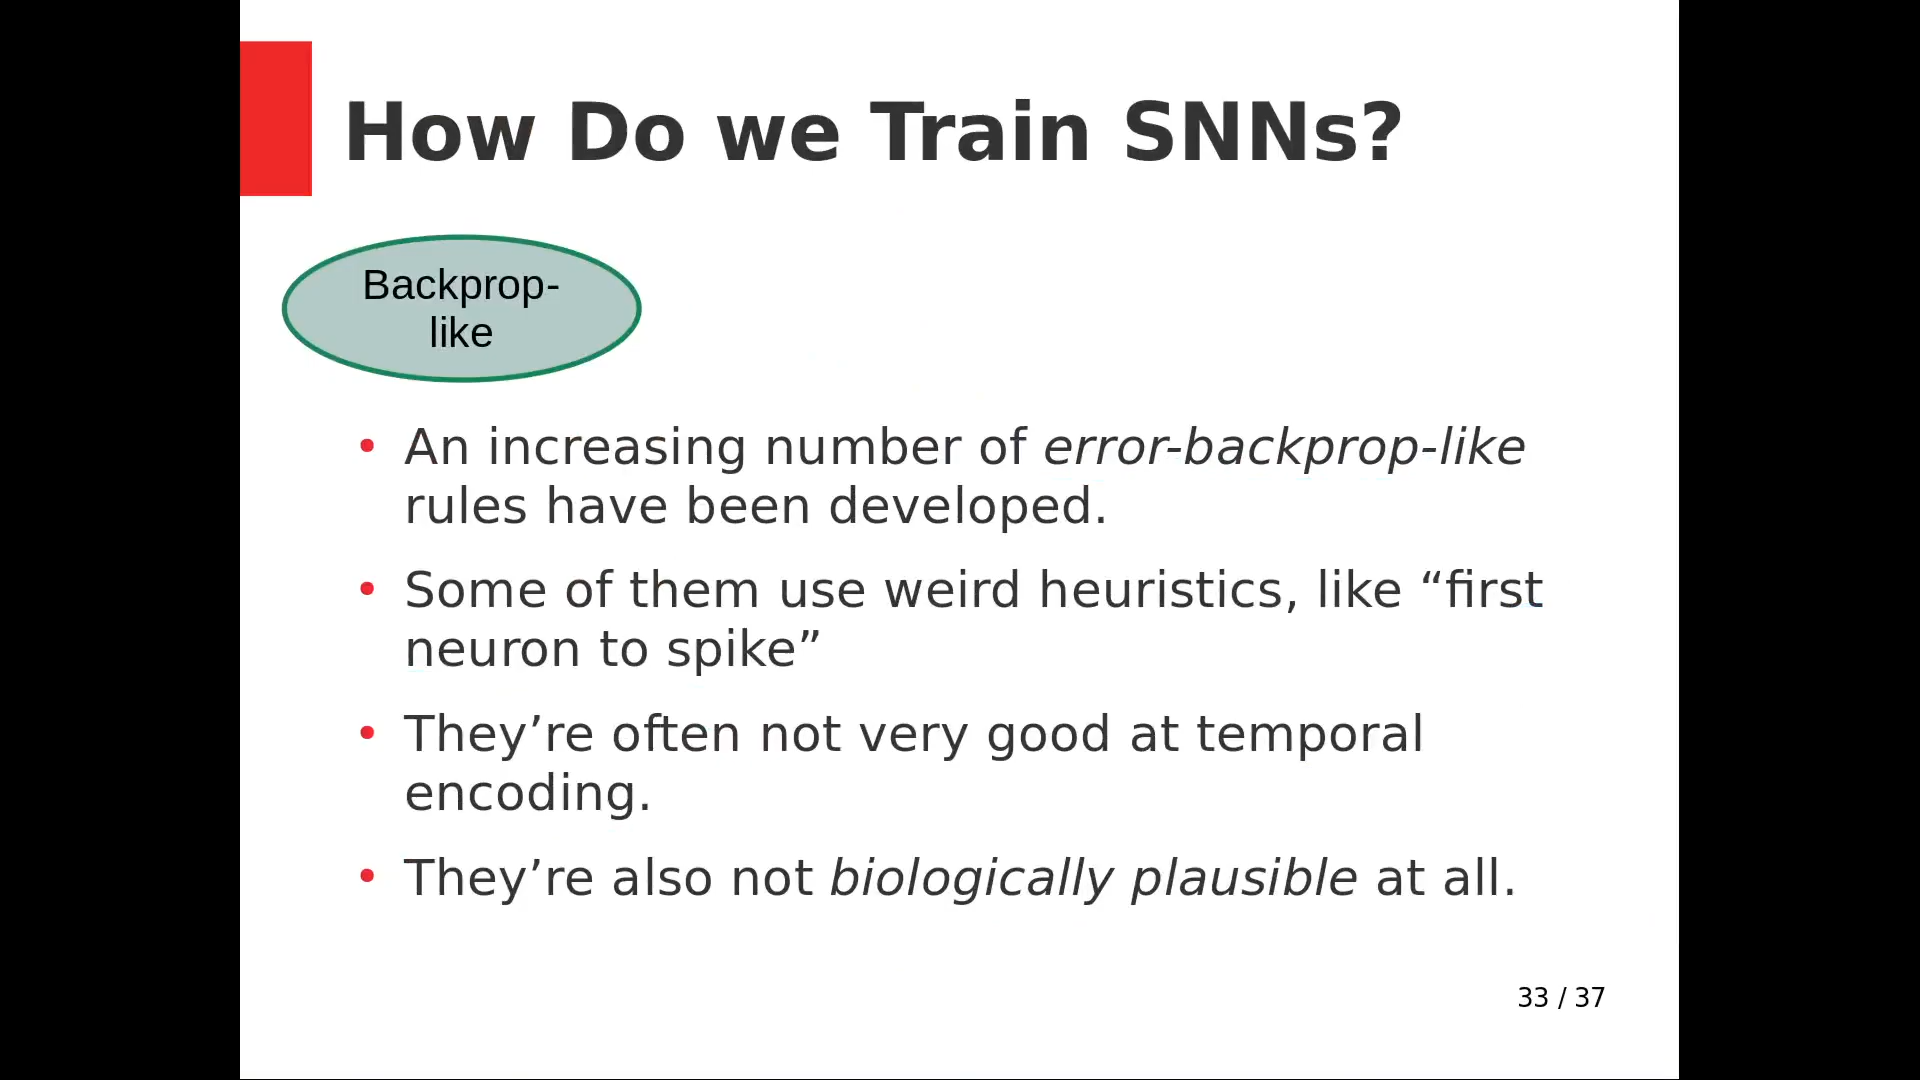 How Do we Train SNNs?
Backprop-
like
• An increasing number of error-backprop-like
rules have been developed.
• Some of them use weird heuristics, like “first
neuron to spike”
• They’re often not very good at temporal
encoding.
• They’re also not biologically plausible at all.
33 / 37